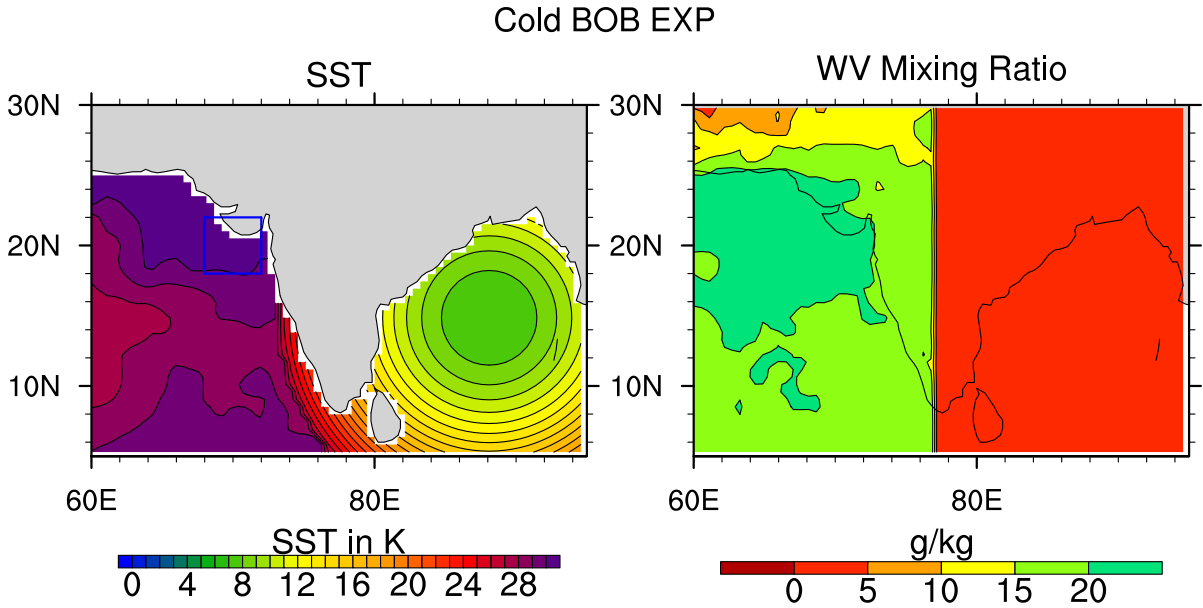 Cold BOB EXP
SST
WV Mixing Ratio
30N
20N
10N
60E 80E
30N
20N
10N
60E 80E
SST in K
0 4 8 12 16 20 24 28
g/kg
0 5 10 15 20